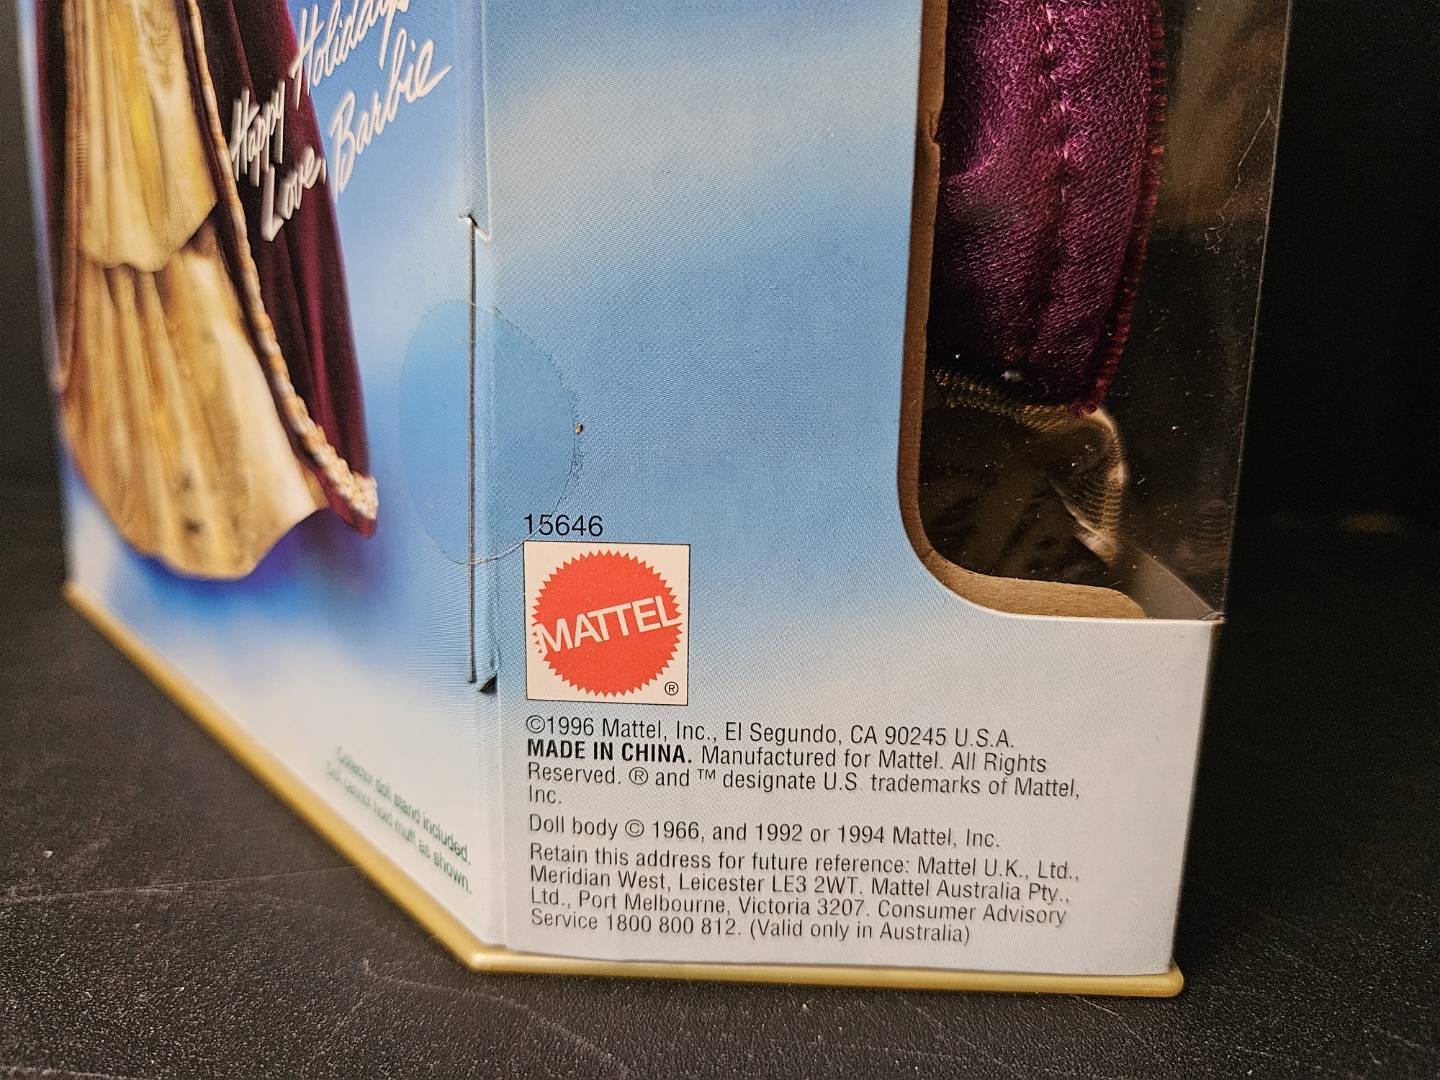 Happy Holidays
Love, Barbie
15646
MATTEL
®
©1996 Mattel, Inc., El Segundo, CA 90245 U.S.A.
MADE IN CHINA. Manufactured for Mattel. All Rights
Reserved. ® and ™ designate U.S. trademarks of Mattel,
Inc.
Doll body © 1966, and 1992 or 1994 Mattel, Inc.
Retain this address for future reference: Mattel U.K., Ltd.,
Meridian West, Leicester LE3 2WT. Mattel Australia Pty.,
Ltd., Port Melbourne, Victoria 3207. Consumer Advisory
Service 1800 800 812. (Valid only in Australia)
doll stand included.
muff as shown.